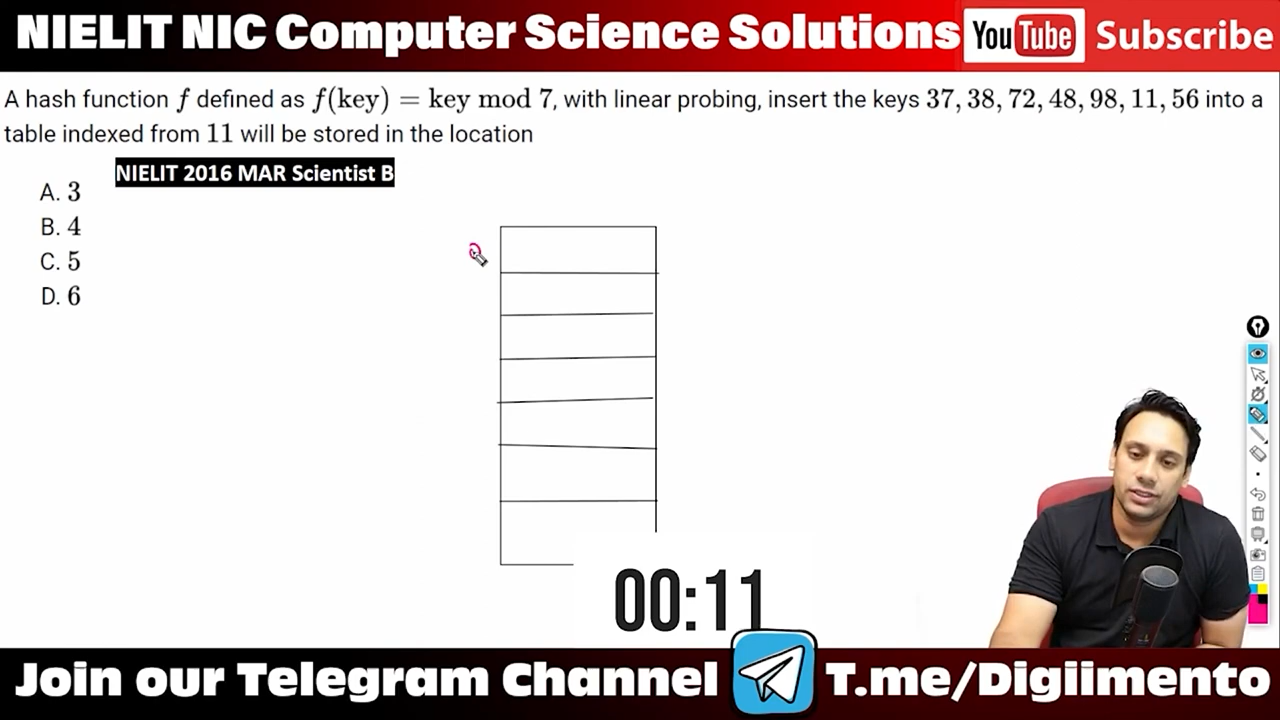 NIELIT NIC Computer Science Solutions YouTube Subscribe
A hash function f defined as f(key) = key mod 7, with linear probing, insert the keys 37, 38, 72, 48, 98, 11, 56 into a
table indexed from 11 will be stored in the location
NIELIT 2016 MAR Scientist B
A. 3
B. 4
C. 5
D. 6
00:11
Join our Telegram Channel T.me/Digiimento